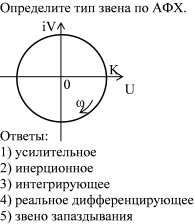 Определите тип звена по АФХ.
iV
K
0
U
ω
Ответы:
1) усилительное
2) инерционное
3) интегрирующее
4) реальное дифференцирующее
5) звено запаздывания